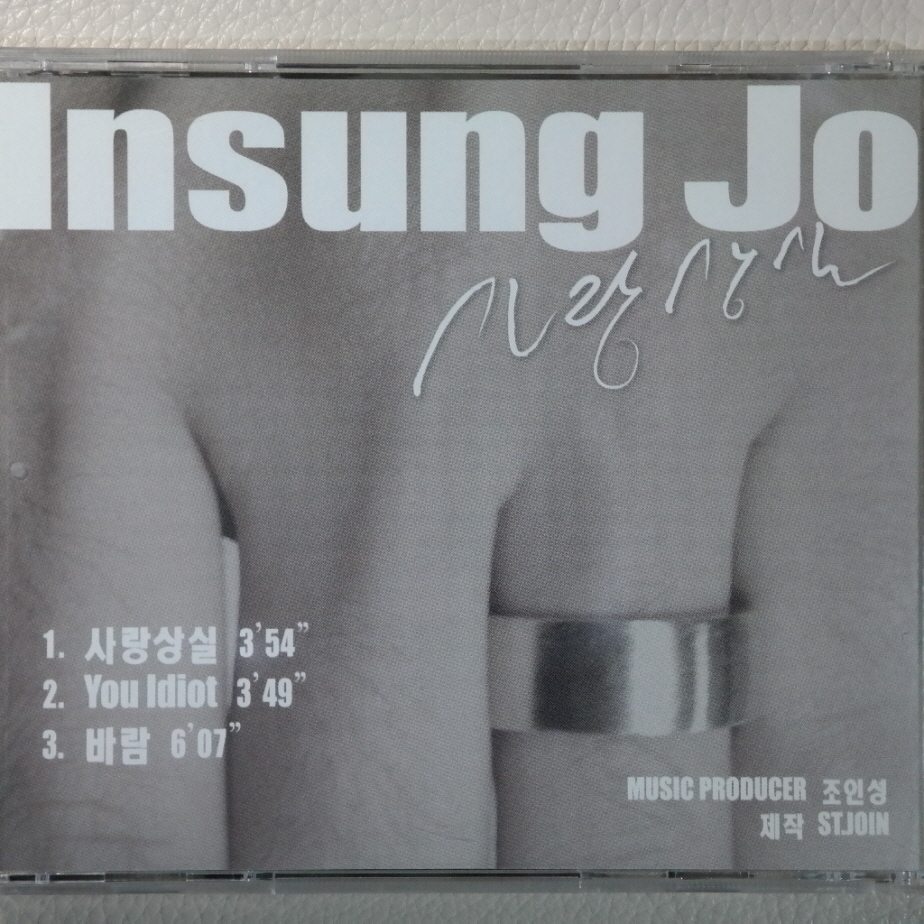 Insung Jo
사랑상실
1. 사랑상실 3'54"
2. You Idiot 3'49"
3. 바람 6'07"
MUSIC PRODUCER 조인성
제작 ST.JOIN